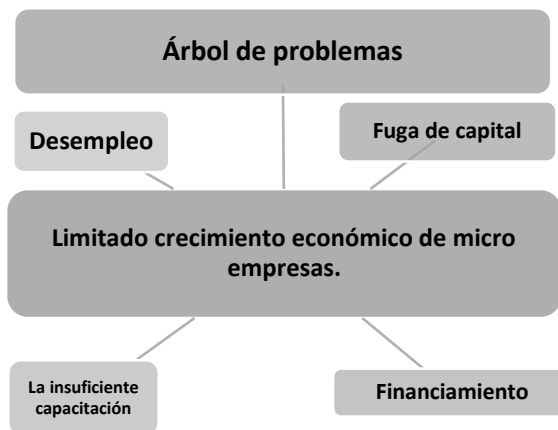 Árbol de problemas
Desempleo
Fuga de capital
Limitado crecimiento económico de micro
empresas.
La insuficiente
capacitación
Financiamiento